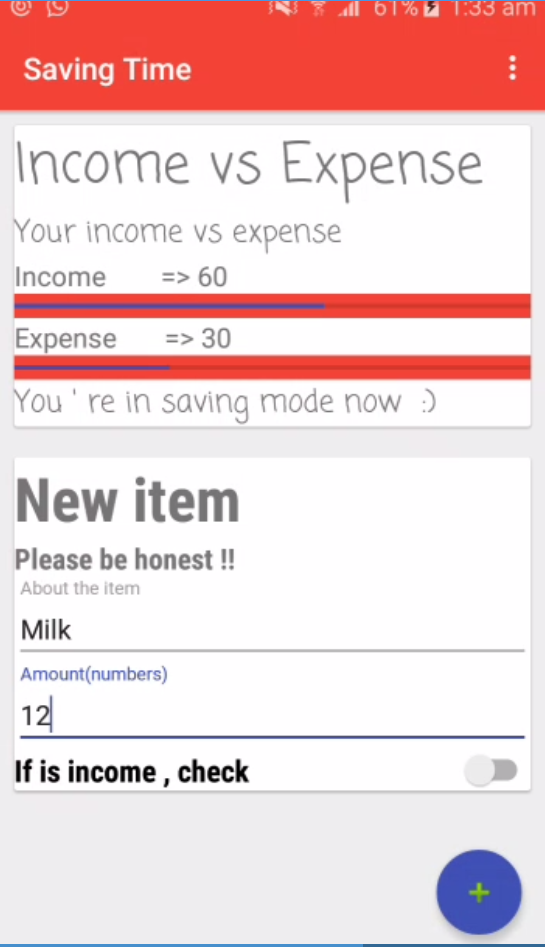 61% 1:33 am
Saving Time
Income vs Expense
Your income vs expense
Income => 60
Expense => 30
You ' re in saving mode now :)
New item
Please be honest !!
About the item
Milk
Amount(numbers)
12
If is income , check
+